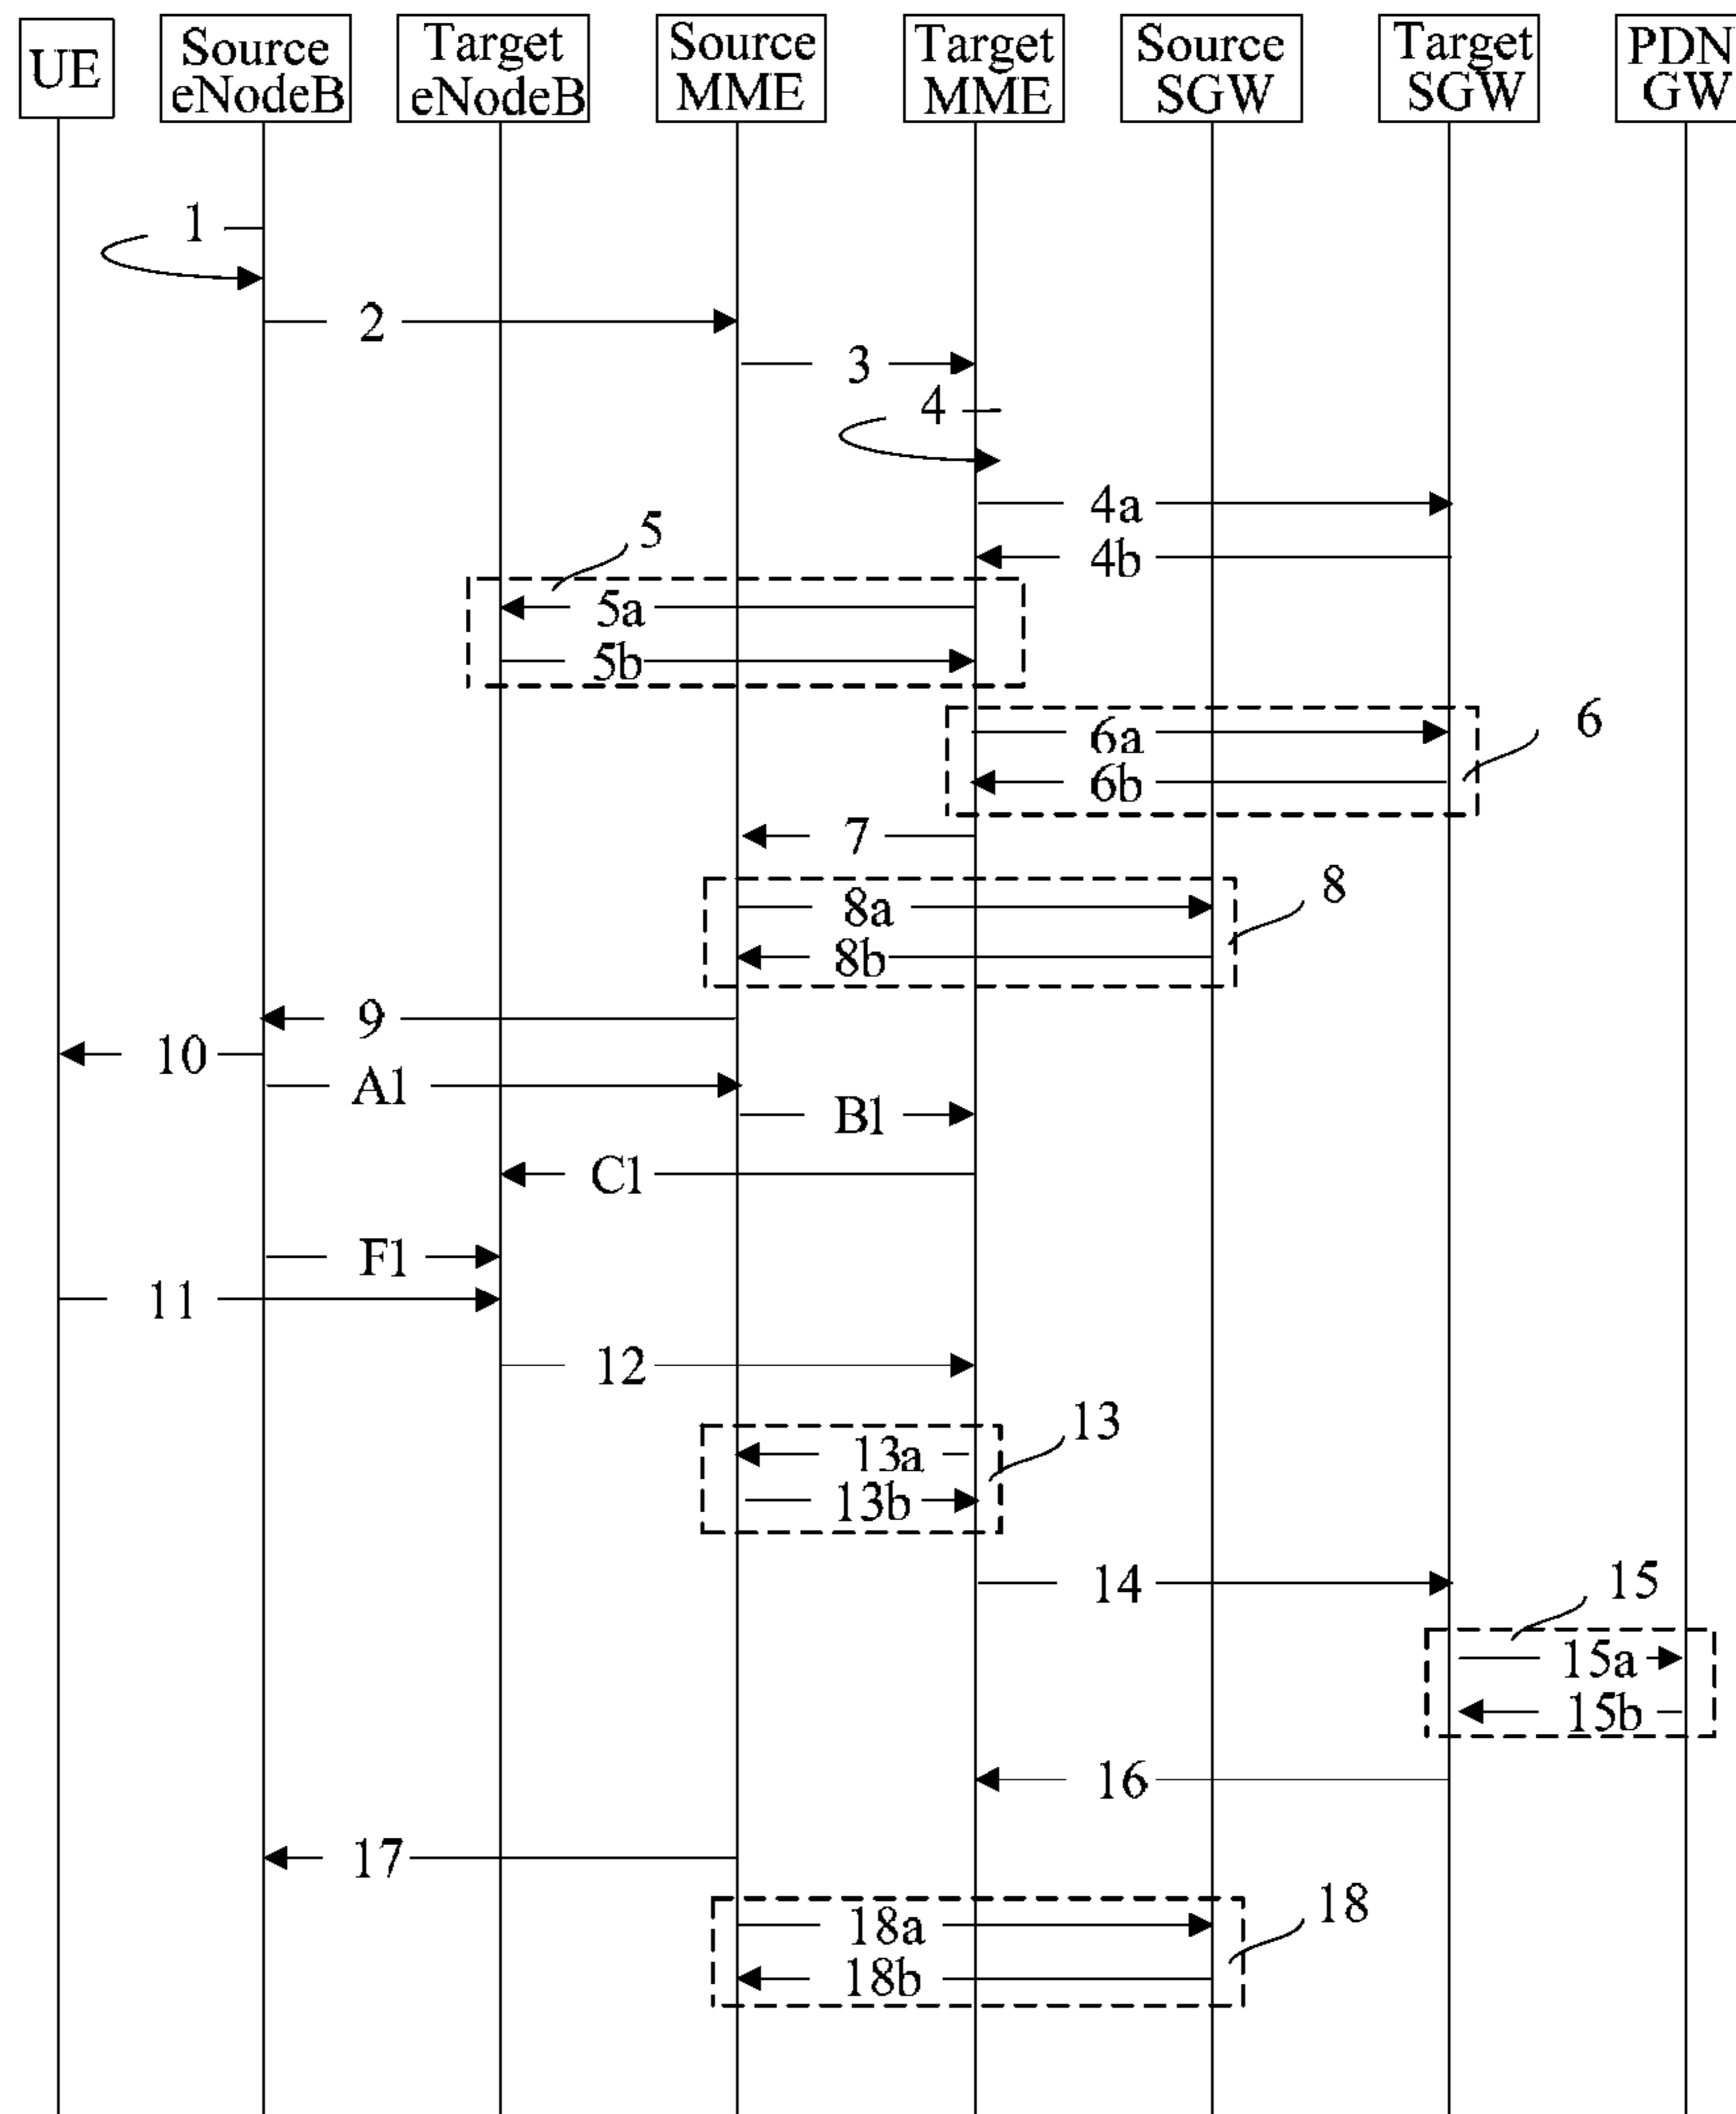 UE
Source
eNodeB
Target
eNodeB
Source
MME
Target
MME
Source
SGW
Target
SGW
PDN
GW
1
2
3
4
4a
5
4b
5a
5b
6
6a
6b
7
8
8a
8b
9
10
A1
B1
C1
F1
11
12
13
13a
13b
14
15
15a
15b
16
17
18
18a
18b